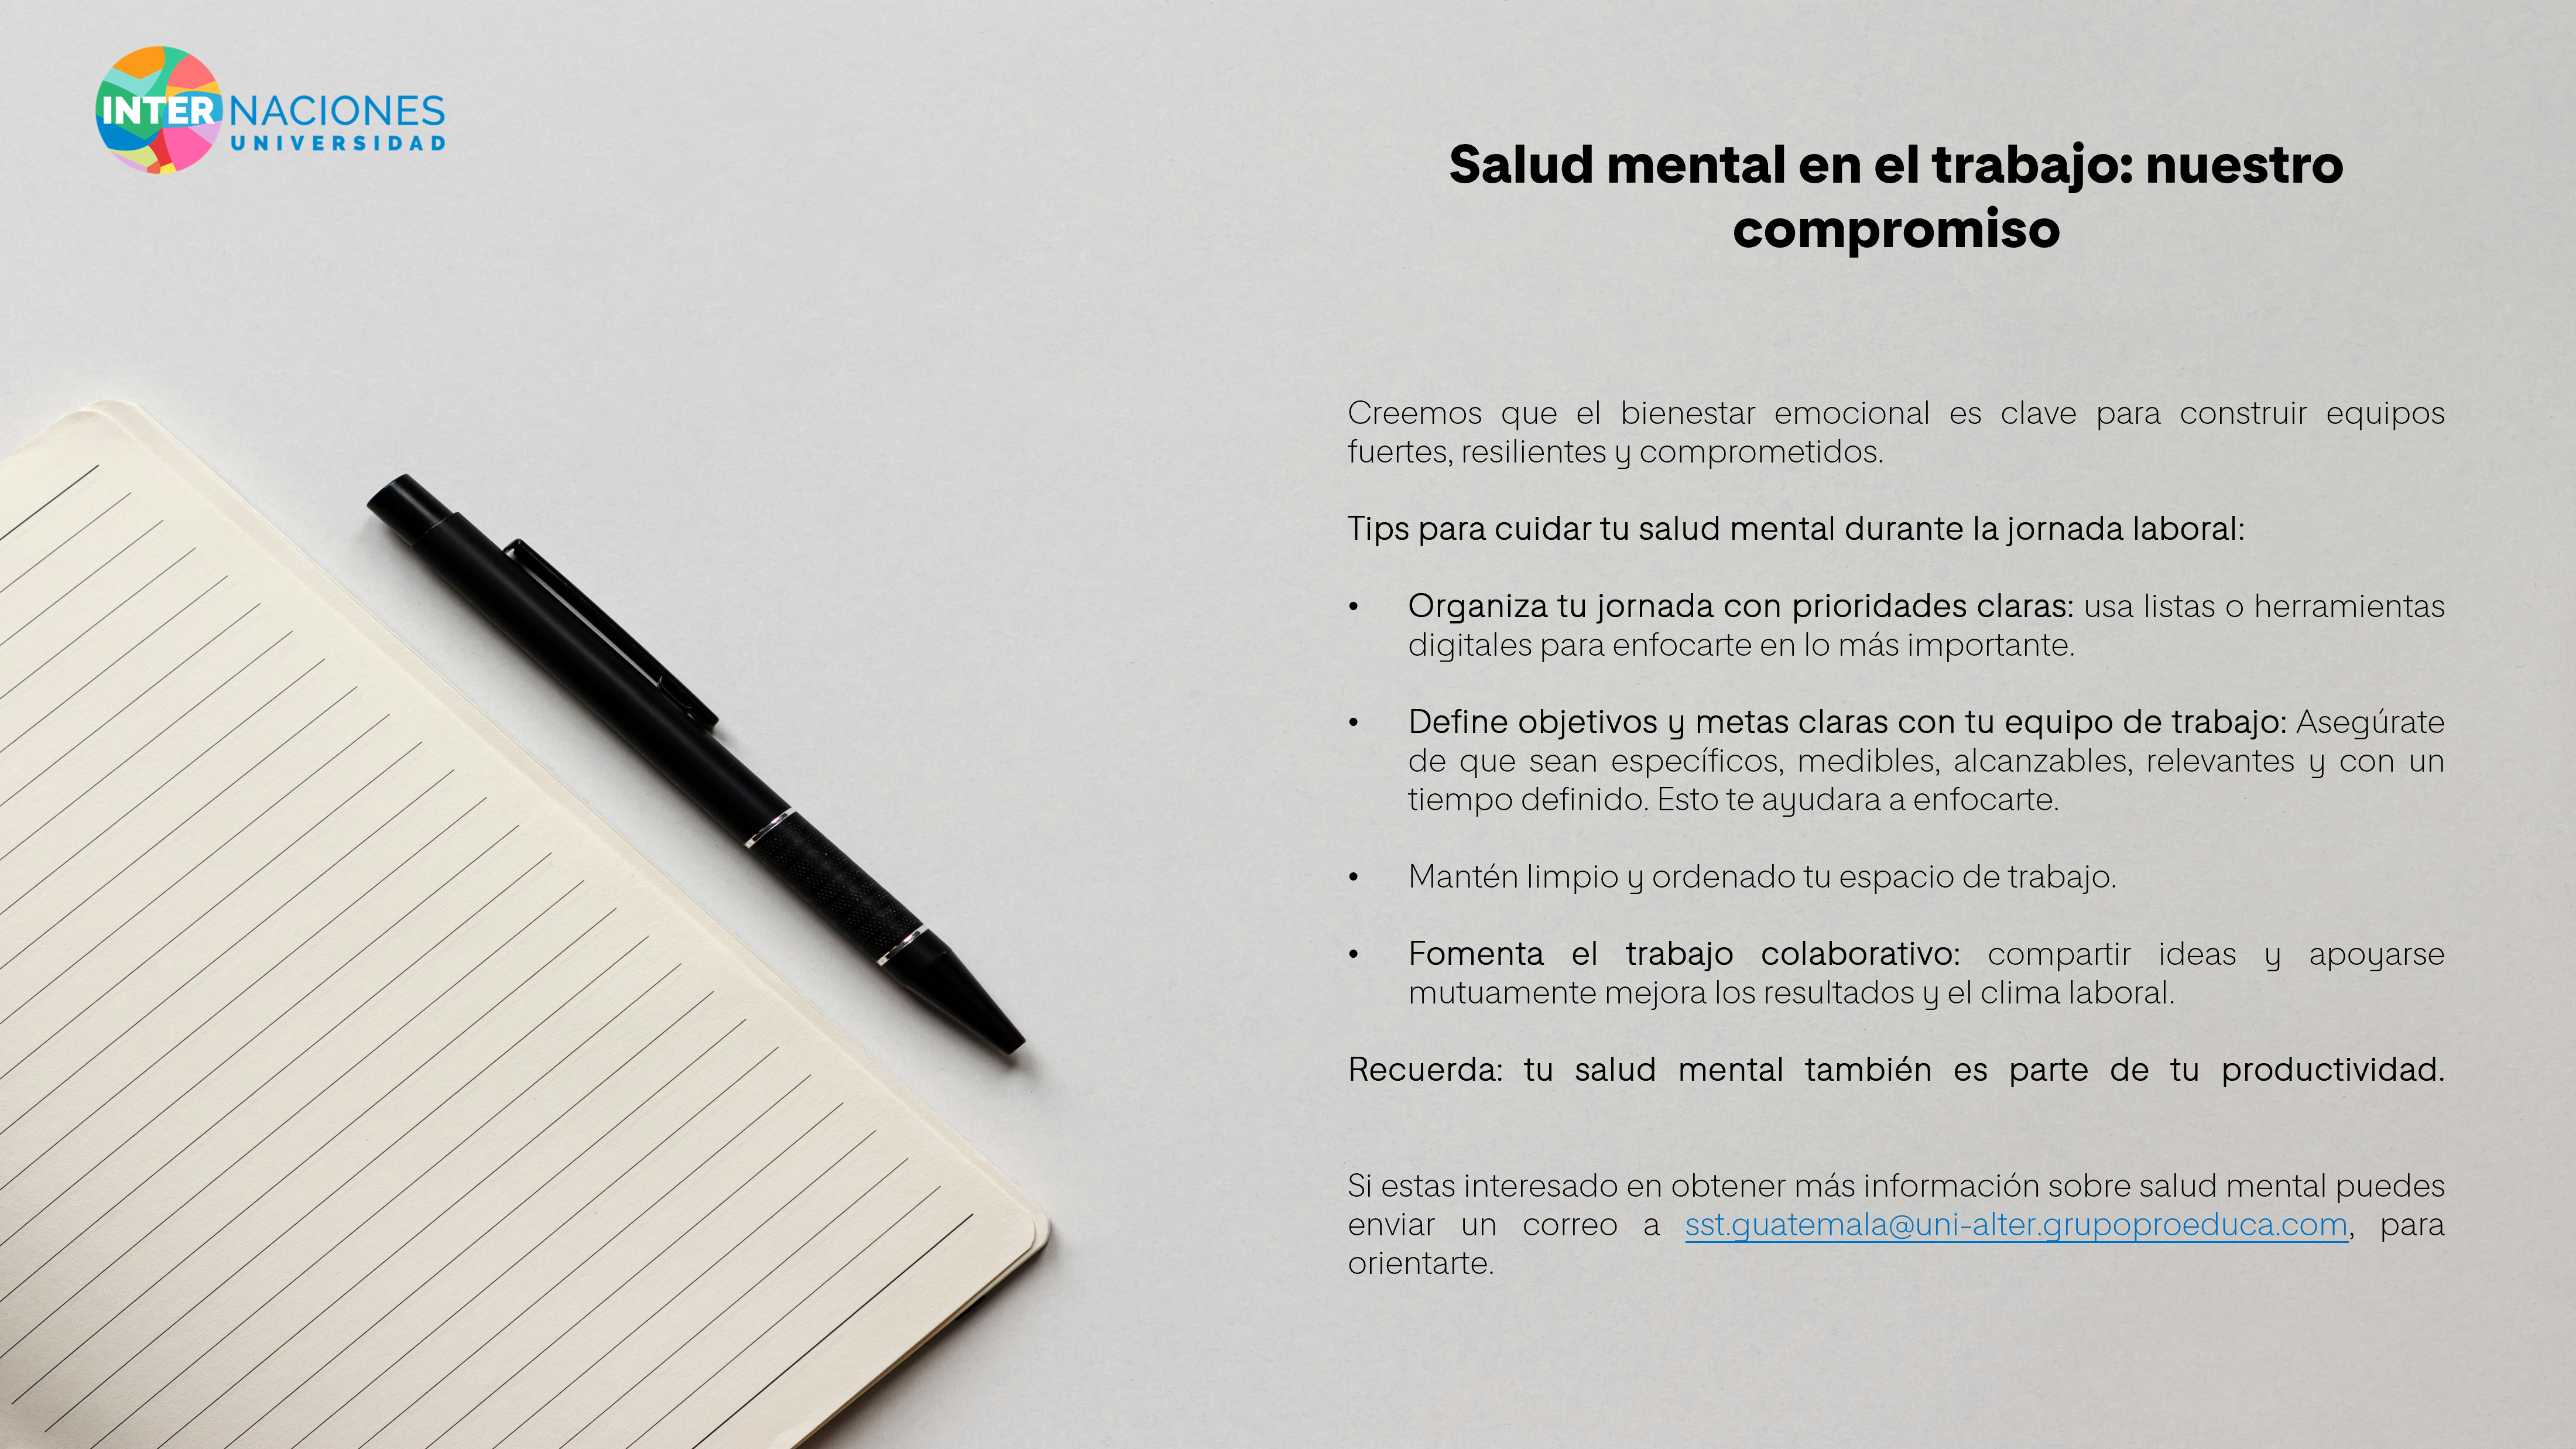 INTERNACIONES
UNIVERSIDAD
Salud mental en el trabajo: nuestro
compromiso
Creemos que el bienestar emocional es clave para construir equipos
fuertes, resilientes y comprometidos.
Tips para cuidar tu salud mental durante la jornada laboral:
• Organiza tu jornada con prioridades claras: usa listas o herramientas
digitales para enfocarte en lo más importante.
• Define objetivos y metas claras con tu equipo de trabajo: Asegúrate
de que sean específicos, medibles, alcanzables, relevantes y con un
tiempo definido. Esto te ayudara a enfocarte.
• Mantén limpio y ordenado tu espacio de trabajo.
• Fomenta el trabajo colaborativo: compartir ideas y apoyarse
mutuamente mejora los resultados y el clima laboral.
Recuerda: tu salud mental también es parte de tu productividad.
Si estas interesado en obtener más información sobre salud mental puedes
enviar un correo a sst.guatemala@uni-alter.grupoproeduca.com, para
orientarte.